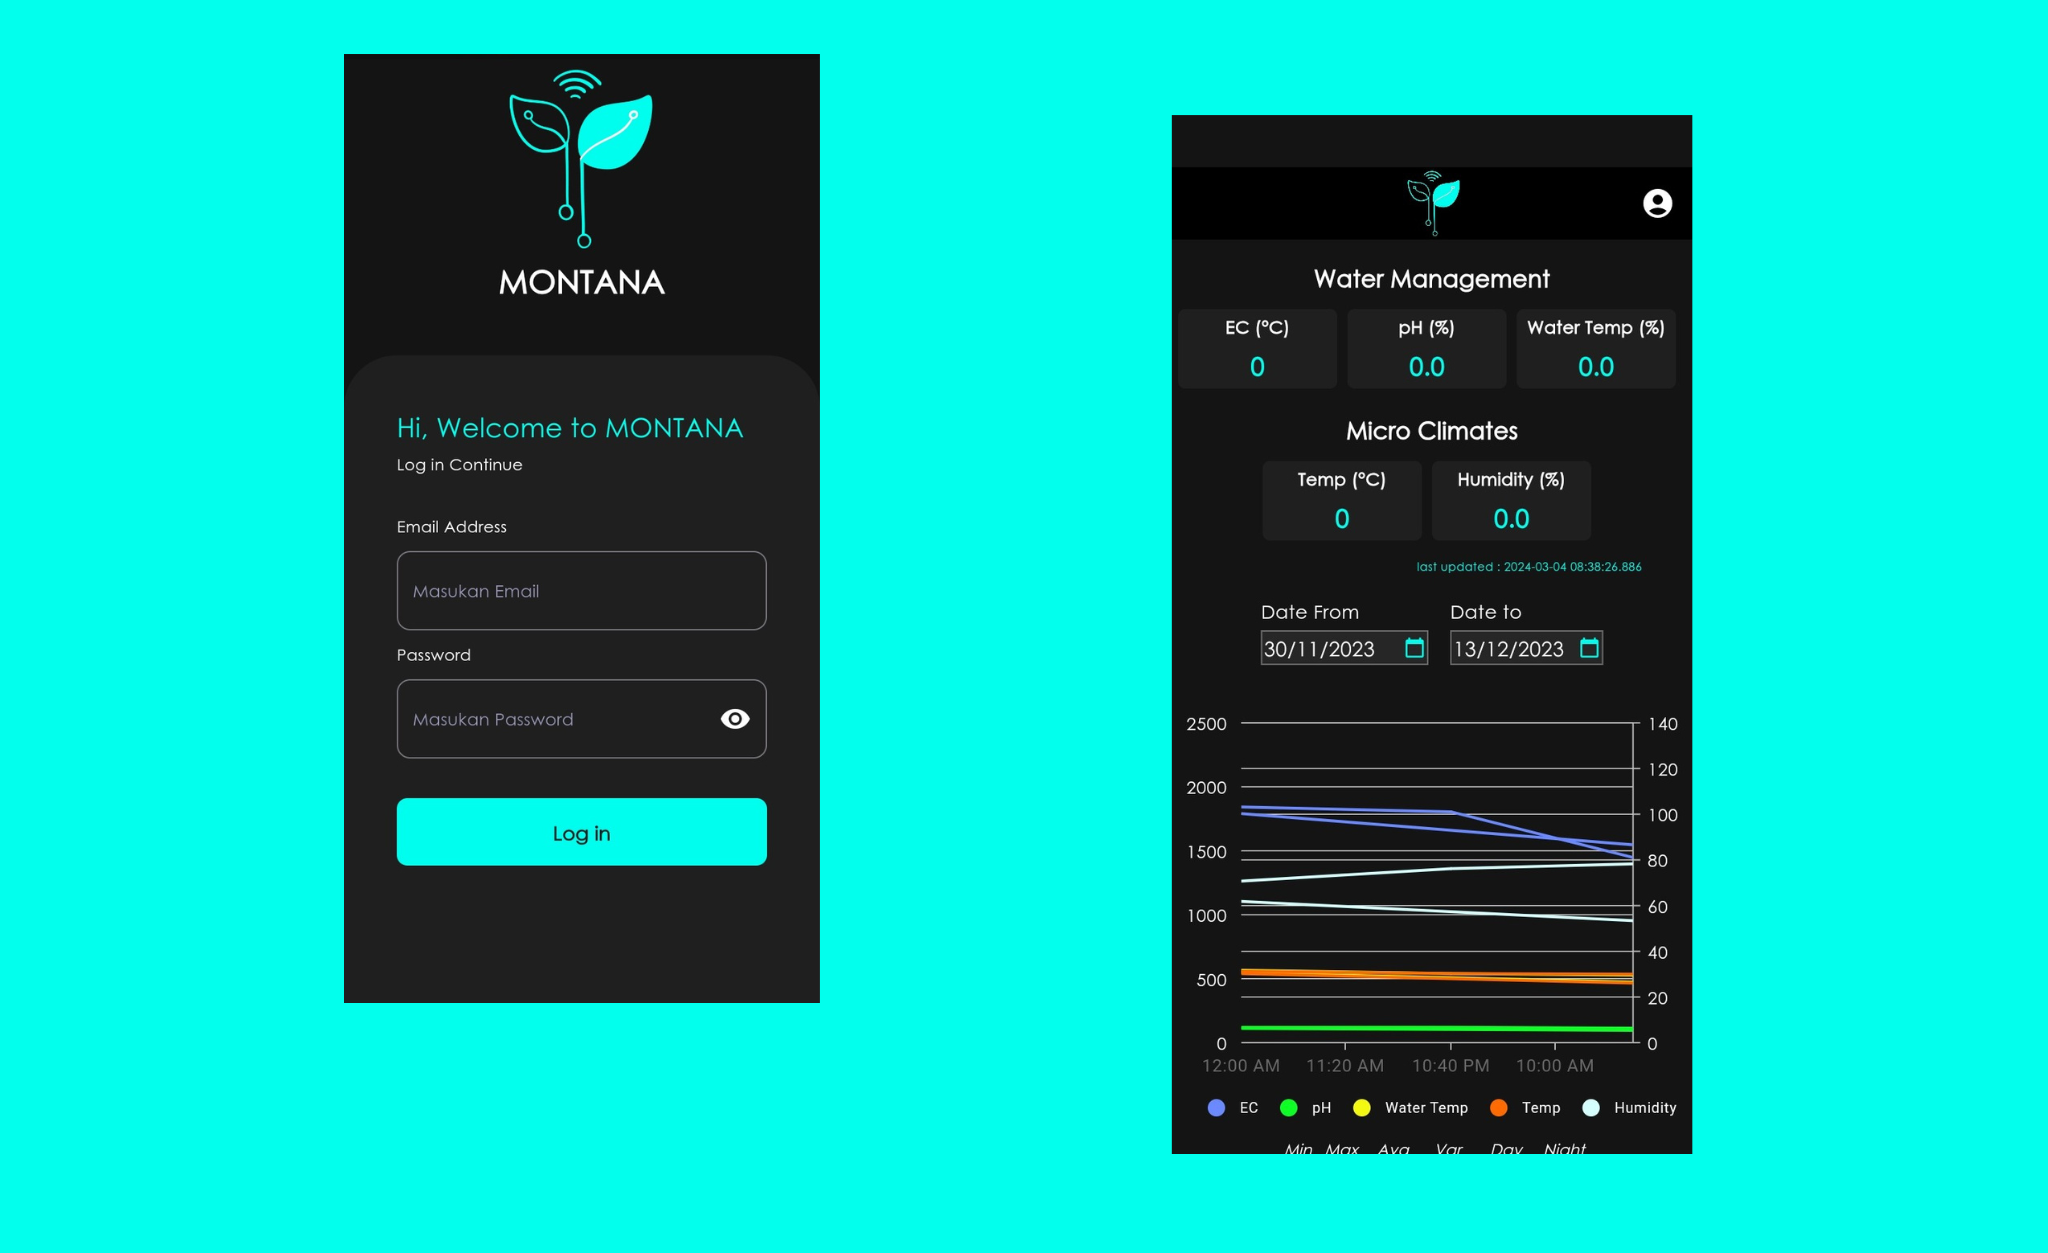 MONTANA
Hi, Welcome to MONTANA
Log in Continue
Email Address
Masukan Email
Password
Masukan Password
Log in
Water Management
EC (°C) pH (%) Water Temp (%)
0 0.0 0.0
Micro Climates
Temp (°C) Humidity (%)
0 0.0
last updated : 2024-03-04 08:38:26.886
Date From Date to
30/11/2023 13/12/2023
2500 140
120
2000
100
1500
80
1000 60
40
500
20
0 0
12:00 AM 11:20 AM 10:40 PM 10:00 AM
EC pH Water Temp Temp Humidity
Min Max Avg Var Day Night